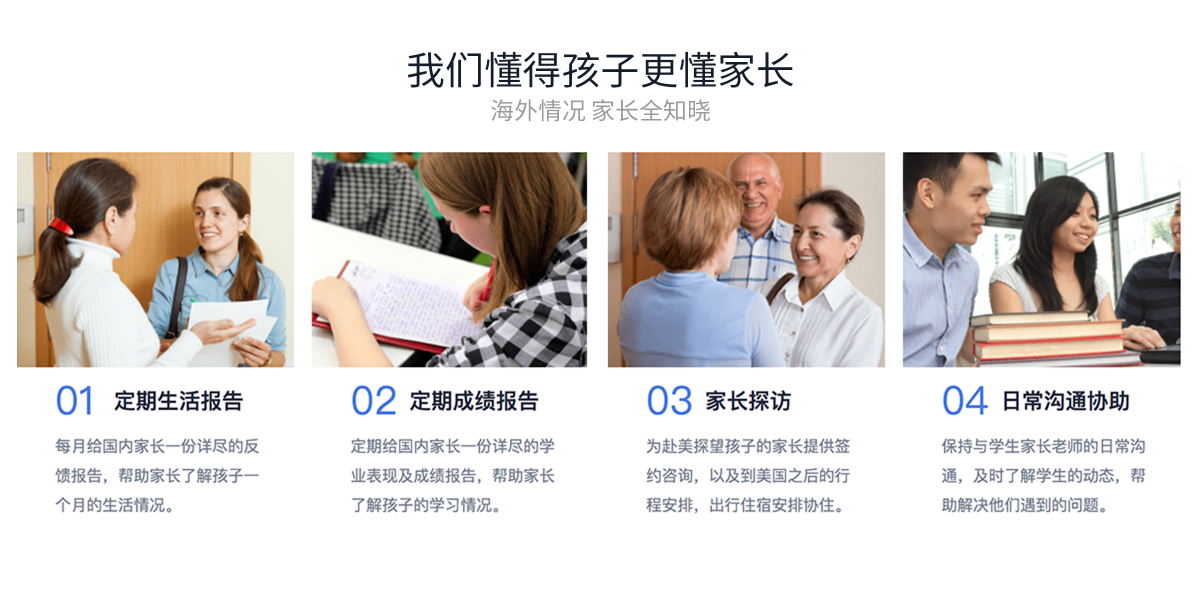 我们懂得孩子更懂家长
海外情况 家长全知晓
01 定期生活报告
每月给国内家长一份详尽的反
馈报告，帮助家长了解孩子一
个月的生活情况。
02 定期成绩报告
定期给国内家长一份详尽的学
业表现及成绩报告，帮助家长
了解孩子的学习情况。
03 家长探访
为赴美探望孩子的家长提供签
约咨询，以及到美国之后的行
程安排，出行住宿安排协住。
04 日常沟通协助
保持与学生家长老师的日常沟
通，及时了解学生的动态，帮
助解决他们遇到的问题。